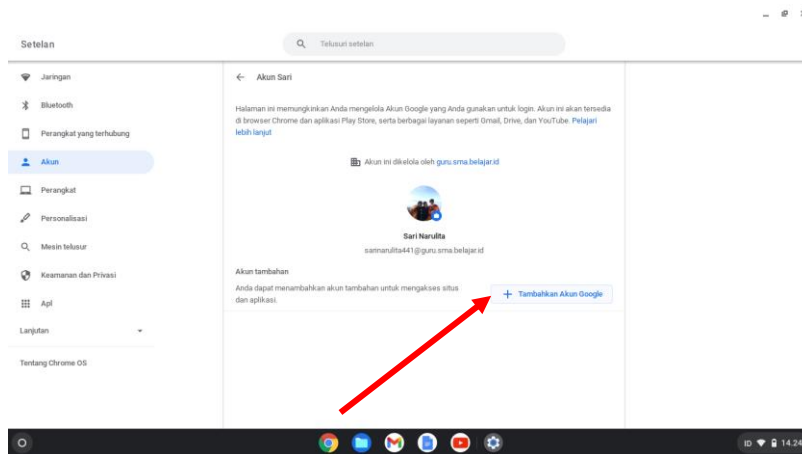 Setelan
Telusuri setelan
Jaringan
Bluetooth
Perangkat yang terhubung
Akun
Perangkat
Personalisasi
Mesin telusur
Keamanan dan Privasi
Apl
Lanjutan
Tentang Chrome OS
Akun Sari
Halaman ini memungkinkan Anda mengelola Akun Google yang Anda gunakan untuk login. Akun ini akan tersedia
di browser Chrome dan aplikasi Play Store, serta berbagai layanan seperti Gmail, Drive, dan YouTube. Pelajari
lebih lanjut
Akun ini dikelola oleh guru.sma.belajar.id
Sari Narulita
sarinarulita441@guru.sma.belajar.id
Akun tambahan
Anda dapat menambahkan akun tambahan untuk mengakses situs
dan aplikasi.
Tambahkan Akun Google
ID 14.24